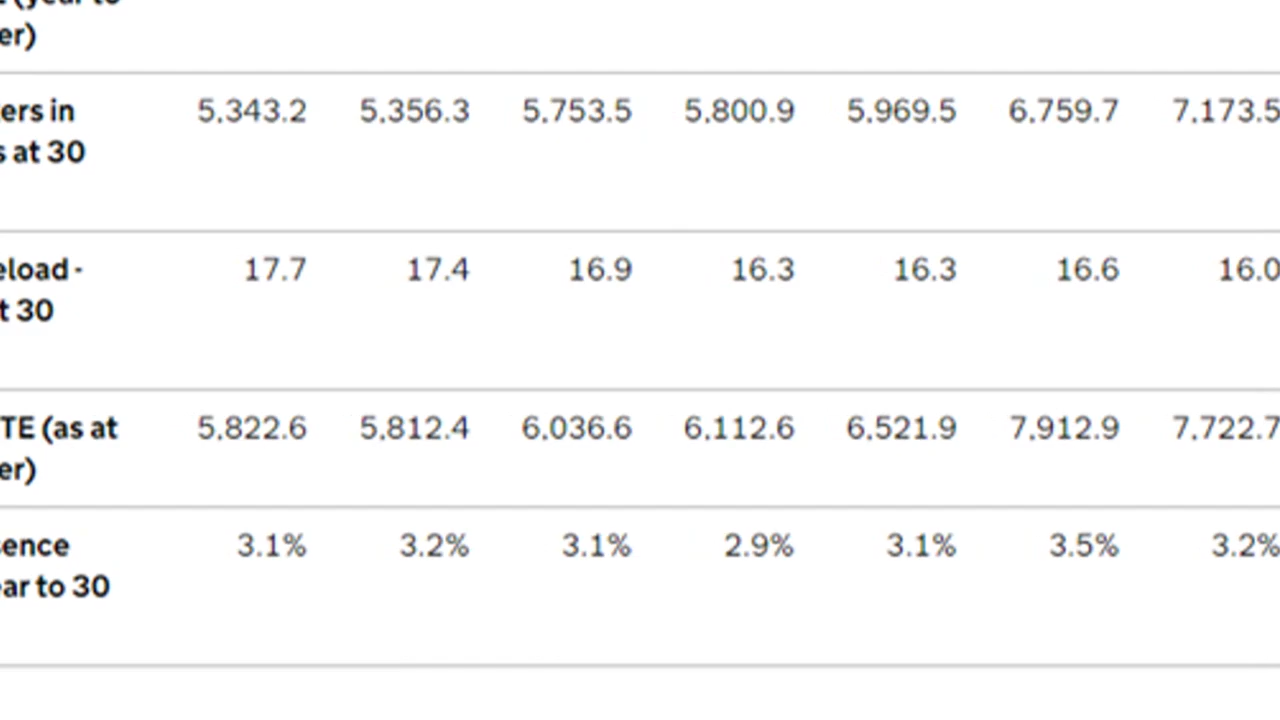 er)
ers in 5,343.2 5,356.3 5,753.5 5,800.9 5,969.5 6,759.7 7,173.5
s at 30
eload - 17.7 17.4 16.9 16.3 16.3 16.6 16.0
t 30
TE (as at 5,822.6 5,812.4 6,036.6 6,112.6 6,521.9 7,912.9 7,722.7
er)
sence 3.1% 3.2% 3.1% 2.9% 3.1% 3.5% 3.2%
ar to 30